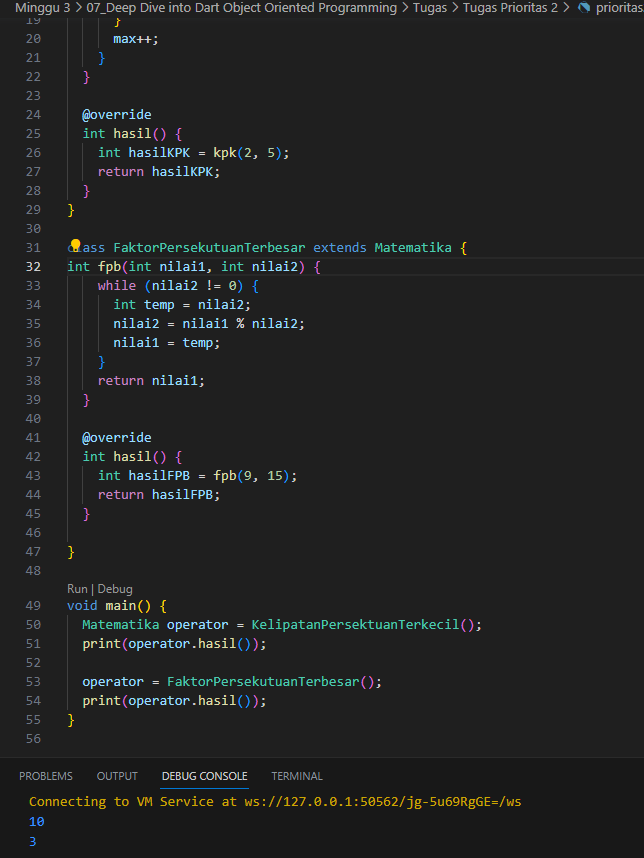 Minggu 3 > 07_Deep Dive into Dart Object Oriented Programming > Tugas > Tugas Prioritas 2 > prioritas
19 }
20 max++;
21 }
22 }
23
24 @override
25 int hasil() {
26 int hasilKPK = kpk(2, 5);
27 return hasilKPK;
28 }
29 }
30
31 class FaktorPersekutuanTerbesar extends Matematika {
32 int fpb(int nilai1, int nilai2) {
33 while (nilai2 != 0) {
34 int temp = nilai2;
35 nilai2 = nilai1 % nilai2;
36 nilai1 = temp;
37 }
38 return nilai1;
39 }
40
41 @override
42 int hasil() {
43 int hasilFPB = fpb(9, 15);
44 return hasilFPB;
45 }
46
47 }
48
Run | Debug
49 void main() {
50 Matematika operator = KelipatanPersektuanTerkecil();
51 print(operator.hasil());
52
53 operator = FaktorPersekutuanTerbesar();
54 print(operator.hasil());
55 }
56
PROBLEMS OUTPUT DEBUG CONSOLE TERMINAL
Connecting to VM Service at ws://127.0.0.1:50562/jg-5u69RgGE=/ws
10
3